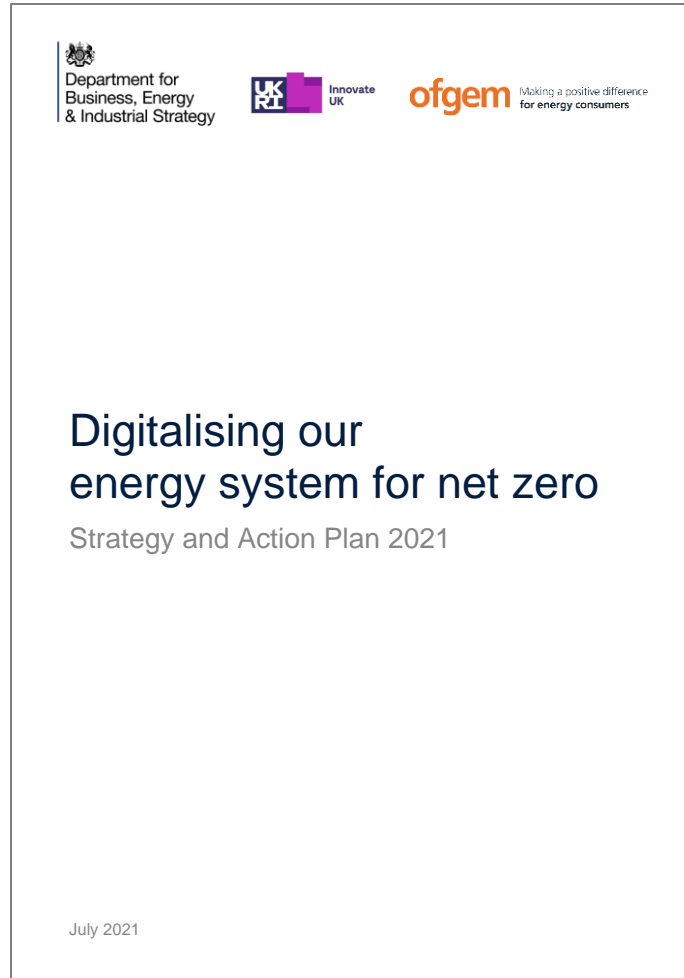 Department for
Business, Energy
& Industrial Strategy
UK
RI
Innovate
UK
ofgem
Making a positive difference
for energy consumers
Digitalising our
energy system for net zero
Strategy and Action Plan 2021
July 2021